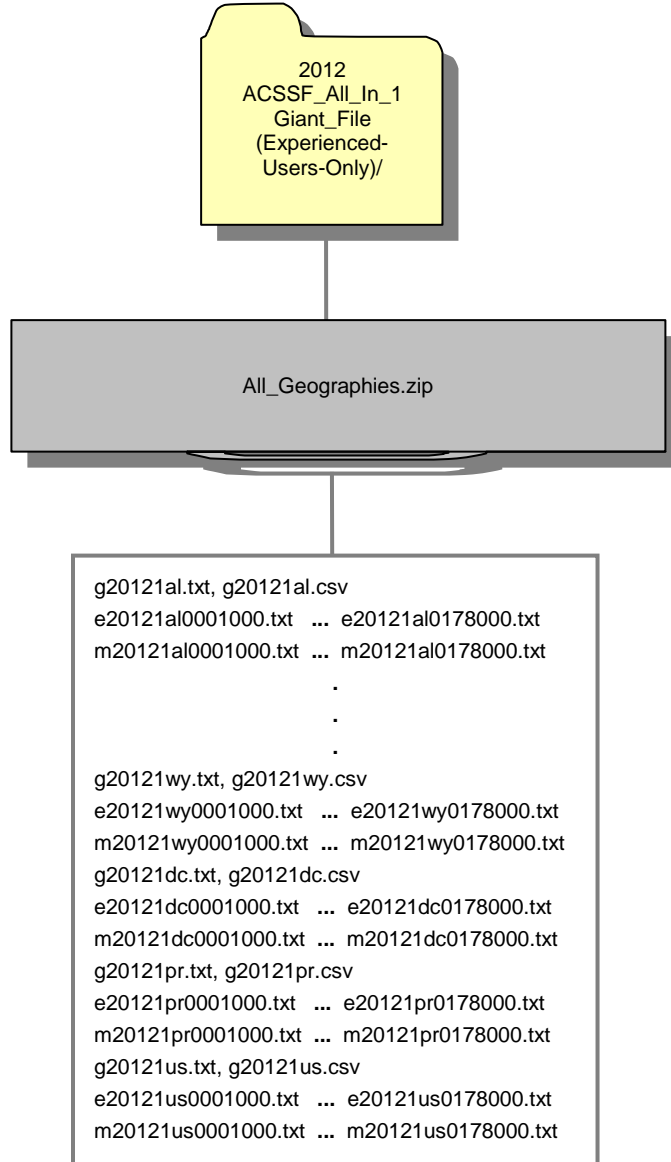 2012
ACSSF_All_In_1
Giant_File
(Experienced-
Users-Only)/
All_Geographies.zip
g20121al.txt, g20121al.csv
e20121al0001000.txt ... e20121al0178000.txt
m20121al0001000.txt ... m20121al0178000.txt
.
.
.
g20121wy.txt, g20121wy.csv
e20121wy0001000.txt ... e20121wy0178000.txt
m20121wy0001000.txt ... m20121wy0178000.txt
g20121dc.txt, g20121dc.csv
e20121dc0001000.txt ... e20121dc0178000.txt
m20121dc0001000.txt ... m20121dc0178000.txt
g20121pr.txt, g20121pr.csv
e20121pr0001000.txt ... e20121pr0178000.txt
m20121pr0001000.txt ... m20121pr0178000.txt
g20121us.txt, g20121us.csv
e20121us0001000.txt ... e20121us0178000.txt
m20121us0001000.txt ... m20121us0178000.txt